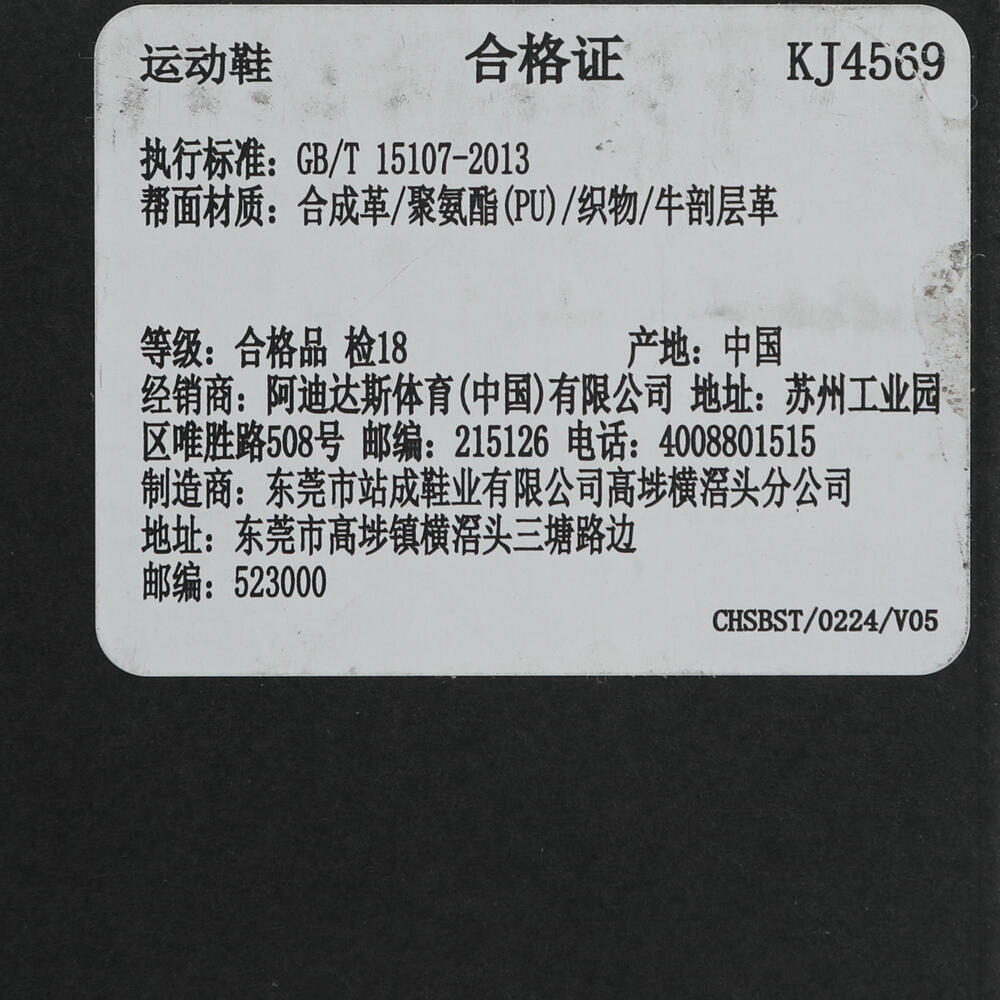 运动鞋 合格证 KJ4569
执行标准：GB/T 15107-2013
帮面材质：合成革/聚氨酯(PU)/织物/牛剖层革
等级：合格品 检18 产地：中国
经销商：阿迪达斯体育(中国)有限公司 地址：苏州工业园
区唯胜路508号 邮编：215126 电话：4008801515
制造商：东莞市站成鞋业有限公司高埗横滘头分公司
地址：东莞市高埗镇横滘头三塘路边
邮编：523000
CHSBST/0224/V05